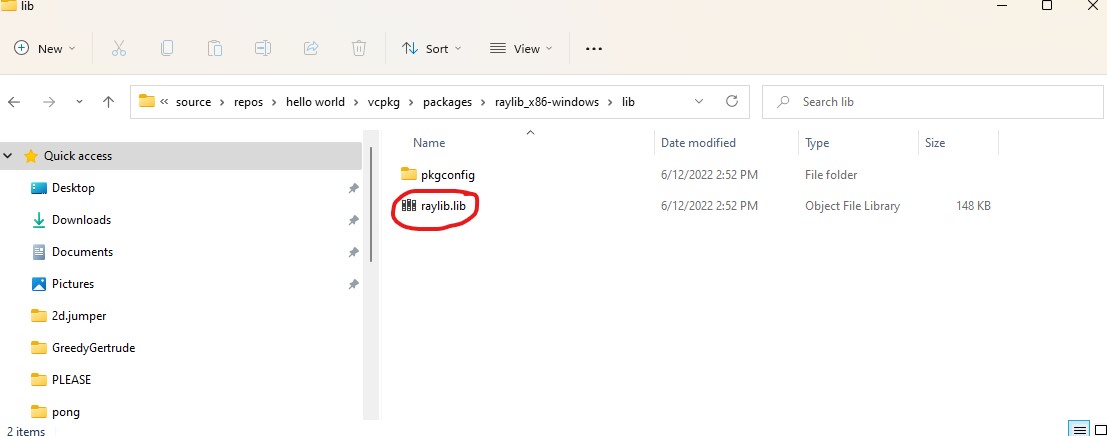 lib
New
Sort
View
source
repos
hello world
vcpkg
packages
raylib_x86-windows
lib
Search lib
Quick access
Desktop
Downloads
Documents
Pictures
2d.jumper
GreedyGertrude
PLEASE
pong
Name
Date modified
Type
Size
pkgconfig
6/12/2022 2:52 PM
File folder
raylib.lib
6/12/2022 2:52 PM
Object File Library
148 KB
2 items